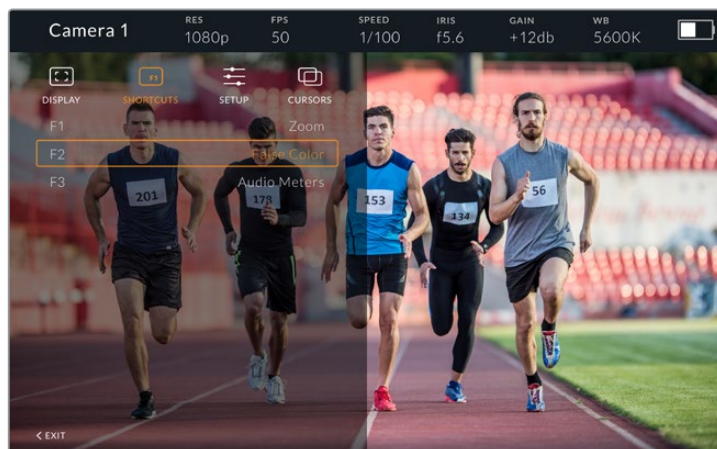 Camera 1
RES FPS SPEED IRIS GAIN WB
1080p 50 1/100 f5.6 +12db 5600K
F1
DISPLAY SHORTCUTS SETUP CURSORS
F1 Zoom
F2 False Color
F3 Audio Meters
201 178 153 134 56
< EXIT